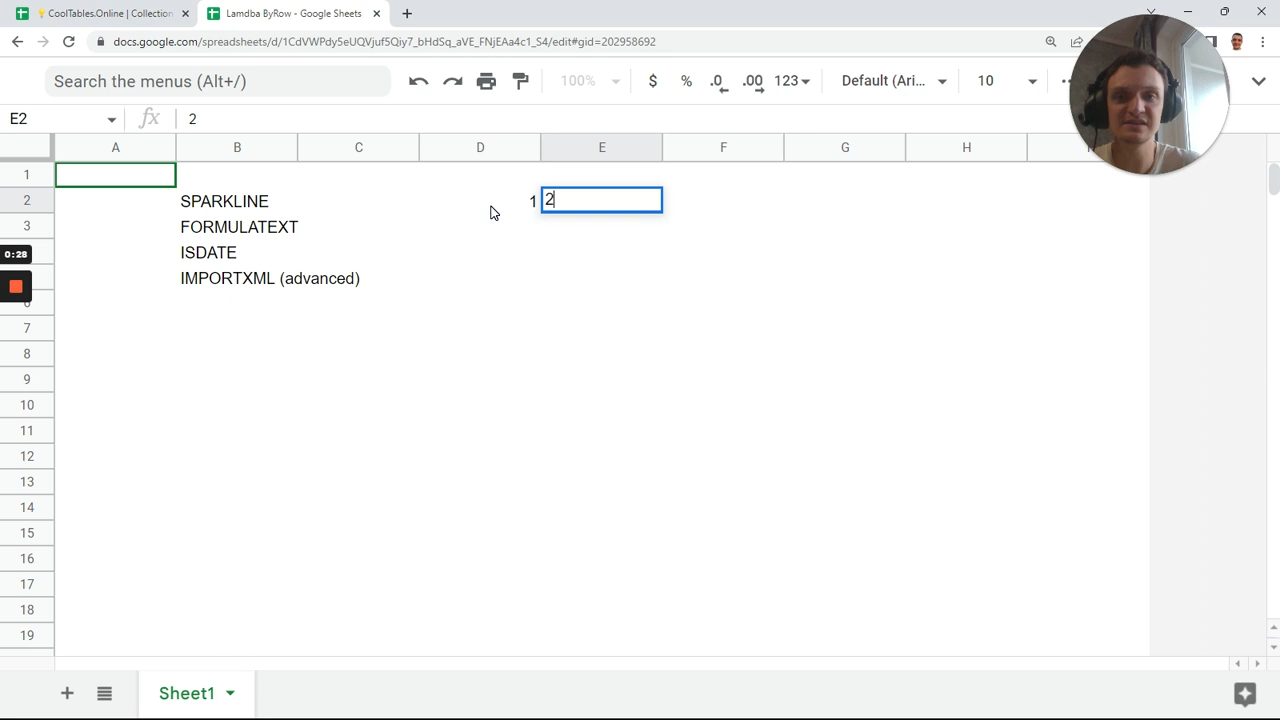 CoolTables.Online | Collection
Lamdba ByRow - Google Sheets
docs.google.com/spreadsheets/d/1CdVWPdy5eUQVjuf5Qiy7_bHdSq_aVE_FNjEAa4c1_S4/edit#gid=202958692
Search the menus (Alt+/)
100%
$
%
.0
.00
123
Default (Ari...
10
E2
fx
2
A
B
C
D
E
F
G
H
1
2
SPARKLINE
1
2
3
FORMULATEXT
ISDATE
0:28
IMPORTXML (advanced)
6
7
8
9
10
11
12
13
14
15
16
17
18
19
Sheet1